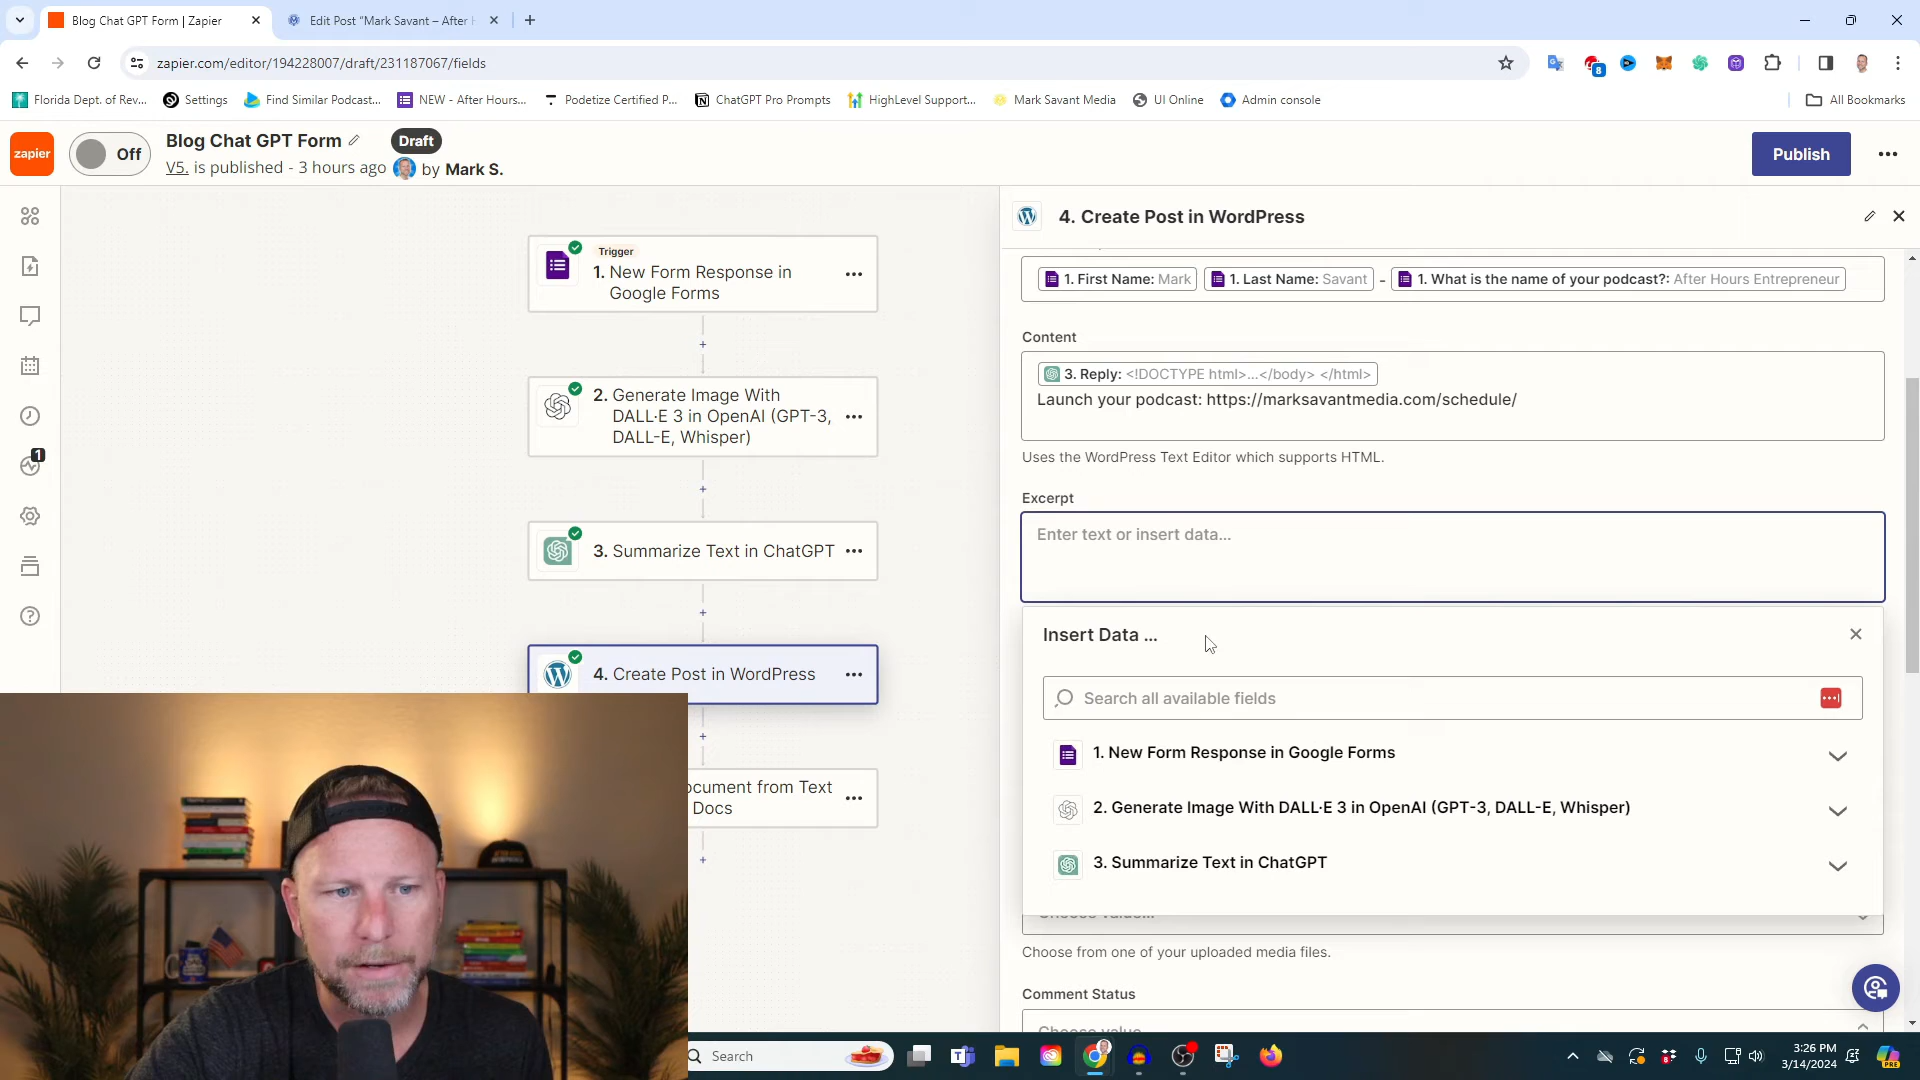 Blog Chat GPT Form | Zapier
Edit Post “Mark Savant – After
zapier.com/editor/194228007/draft/231187067/fields
8
Florida Dept. of Rev...
Settings
Find Similar Podcast...
NEW - After Hours...
Podetize Certified P...
ChatGPT Pro Prompts
HighLevel Support...
Mark Savant Media
UI Online
Admin console
All Bookmarks
zapier
Off
Blog Chat GPT Form
Draft
V5. is published - 3 hours ago
by Mark S.
Publish
1
Trigger
1. New Form Response in
Google Forms
2. Generate Image With
DALL·E 3 in OpenAI (GPT-3,
DALL-E, Whisper)
3. Summarize Text in ChatGPT
4. Create Post in WordPress
ocument from Text
Docs
4. Create Post in WordPress
1. First Name: Mark
1. Last Name: Savant
-
1. What is the name of your podcast?: After Hours Entrepreneur
Content
3. Reply: <!DOCTYPE html>...</body> </html>
Launch your podcast: https://marksavantmedia.com/schedule/
Uses the WordPress Text Editor which supports HTML.
Excerpt
Enter text or insert data...
Insert Data ...
Search all available fields
1. New Form Response in Google Forms
2. Generate Image With DALL·E 3 in OpenAI (GPT-3, DALL-E, Whisper)
3. Summarize Text in ChatGPT
Choose value...
Choose from one of your uploaded media files.
Comment Status
Choose value
Search
3:26 PM
3/14/2024
PRE